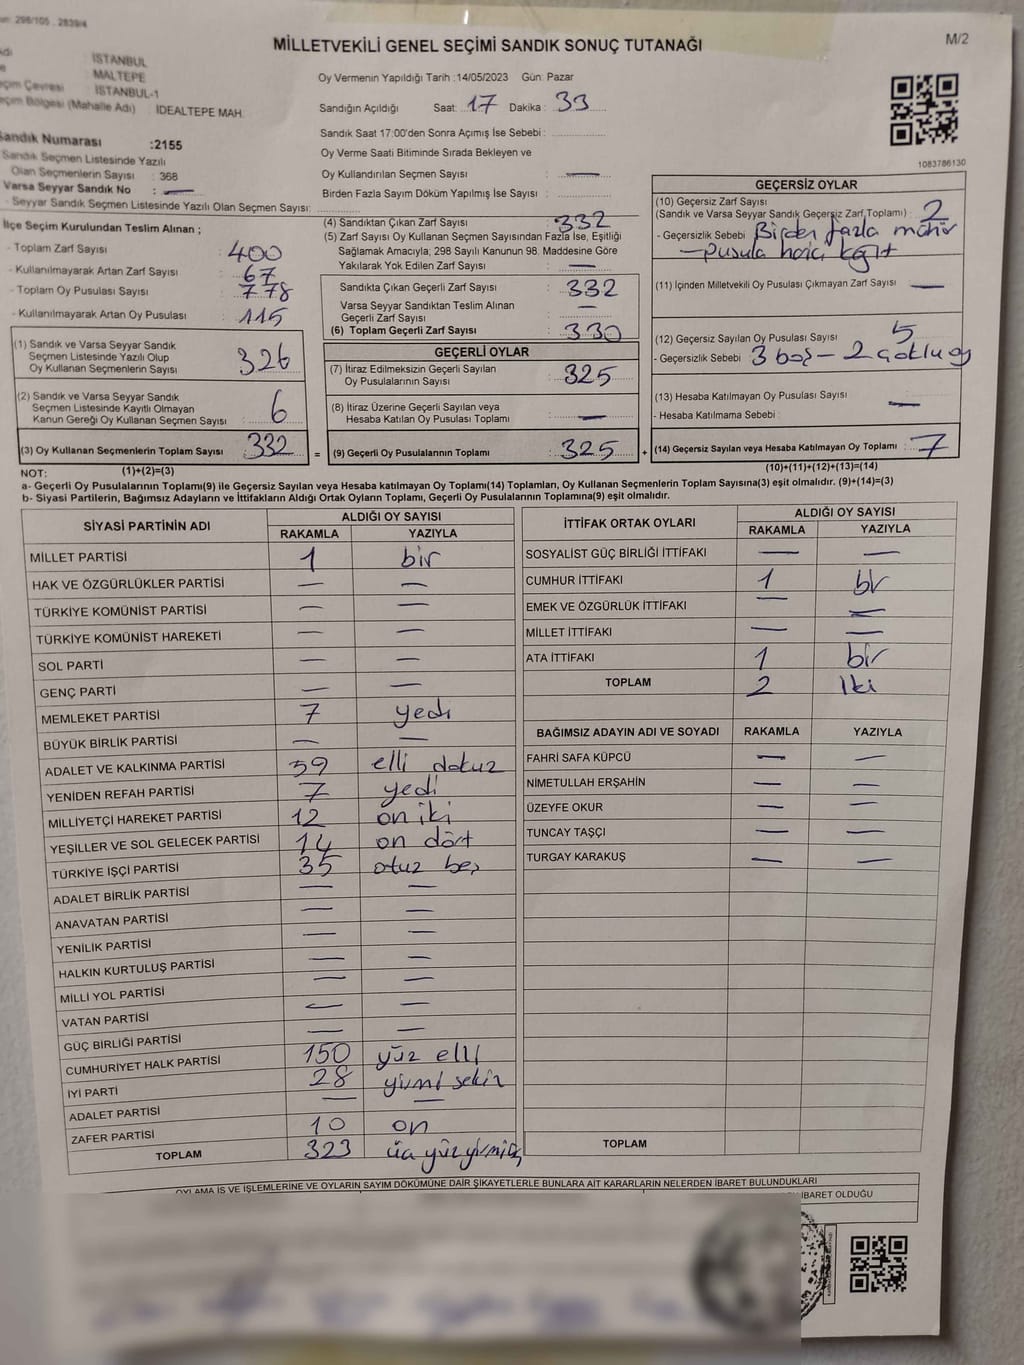 298/105 . 2839/4
MİLLETVEKİLİ GENEL SEÇİMİ SANDIK SONUÇ TUTANAĞI
M/2
: İSTANBUL
: MALTEPE
Seçim Çevresi : İSTANBUL-1
Seçim Bölgesi (Mahalle Adı) İDEALTEPE MAH.
Sandık Numarası :2155
Sandık Seçmen Listesinde Yazılı
Olan Seçmenlerin Sayısı : 368
Varsa Seyyar Sandık No : —
- Seyyar Sandık Seçmen Listesinde Yazılı Olan Seçmen Sayısı:
Oy Vermenin Yapıldığı Tarih :14/05/2023 Gün: Pazar
Sandığın Açıldığı Saat: 17 Dakika : 33
Sandık Saat 17:00'den Sonra Açımış İse Sebebi :
Oy Verme Saati Bitiminde Sırada Bekleyen ve
Oy Kullandırılan Seçmen Sayısı : —
Birden Fazla Sayım Döküm Yapılmış İse Sayısı :
1083786130
İlçe Seçim Kurulundan Teslim Alınan ;
- Toplam Zarf Sayısı : 400
- Kullanılmayarak Artan Zarf Sayısı : 67
- Toplam Oy Pusulası Sayısı : 778
- Kullanılmayarak Artan Oy Pusulası : 115
(4) Sandıktan Çıkan Zarf Sayısı : 332
(5) Zarf Sayısı Oy Kullanan Seçmen Sayısından Fazla İse, Eşitliği
Sağlamak Amacıyla; 298 Sayılı Kanunun 98. Maddesine Göre
Yakılarak Yok Edilen Zarf Sayısı : —
Sandıkta Çıkan Geçerli Zarf Sayısı : 332
Varsa Seyyar Sandıktan Teslim Alınan
Geçerli Zarf Sayısı : —
(6) Toplam Geçerli Zarf Sayısı : 330
GEÇERSİZ OYLAR
(10) Geçersiz Zarf Sayısı
(Sandık ve Varsa Seyyar Sandık Geçersiz Zarf Toplamı) : 2
- Geçersizlik Sebebi : Birden fazla mühür
- pusula harici kağıt
(11) İçinden Milletvekili Oy Pusulası Çıkmayan Zarf Sayısı —
(12) Geçersiz Sayılan Oy Pusulası Sayısı : 5
- Geçersizlik Sebebi : 3 boş - 2 çoklu oy
(13) Hesaba Katılmayan Oy Pusulası Sayısı : —
- Hesaba Katılmama Sebebi :
(14) Geçersiz Sayılan veya Hesaba Katılmayan Oy Toplamı : 7
(10)+(11)+(12)+(13)=(14)
(1) Sandık ve Varsa Seyyar Sandık
Seçmen Listesinde Yazılı Olup
Oy Kullanan Seçmenlerin Sayısı : 326
(2) Sandık ve Varsa Seyyar Sandık
Seçmen Listesinde Kayıtlı Olmayan
Kanun Gereği Oy Kullanan Seçmen Sayısı : 6
(3) Oy Kullanan Seçmenlerin Toplam Sayısı : 332 =
GEÇERLİ OYLAR
(7) İtiraz Edilmeksizin Geçerli Sayılan
Oy Pusulalarının Sayısı : 325
(8) İtiraz Üzerine Geçerli Sayılan veya
Hesaba Katılan Oy Pusulası Toplamı : —
(9) Geçerli Oy Pusulalarının Toplamı : 325 +
NOT: (1)+(2)=(3)
a- Geçerli Oy Pusulalarının Toplamı(9) ile Geçersiz Sayılan veya Hesaba Katılmayan Oy Toplamı(14) Toplamları, Oy Kullanan Seçmenlerin Toplam Sayısına(3) eşit olmalıdır. (9)+(14)=(3)
b- Siyasi Partilerin, Bağımsız Adayların ve İttifakların Aldığı Ortak Oyların Toplamı, Geçerli Oy Pusulalarının Toplamına(9) eşit olmalıdır.
SİYASİ PARTİNİN ADI ALDIĞI OY SAYISI
RAKAMLA YAZIYLA
MİLLET PARTİSİ 1 bir
HAK VE ÖZGÜRLÜKLER PARTİSİ — —
TÜRKİYE KOMÜNİST PARTİSİ — —
TÜRKİYE KOMÜNİST HAREKETİ — —
SOL PARTİ — —
GENÇ PARTİ — —
MEMLEKET PARTİSİ 7 yedi
BÜYÜK BİRLİK PARTİSİ — —
ADALET VE KALKINMA PARTİSİ 59 elli dokuz
YENİDEN REFAH PARTİSİ 7 yedi
MİLLİYETÇİ HAREKET PARTİSİ 12 on iki
YEŞİLLER VE SOL GELECEK PARTİSİ 14 on dört
TÜRKİYE İŞÇİ PARTİSİ 35 otuz beş
ADALET BİRLİK PARTİSİ — —
ANAVATAN PARTİSİ — —
YENİLİK PARTİSİ — —
HALKIN KURTULUŞ PARTİSİ — —
MİLLİ YOL PARTİSİ — —
VATAN PARTİSİ — —
GÜÇ BİRLİĞİ PARTİSİ — —
CUMHURİYET HALK PARTİSİ 150 yüz elli
İYİ PARTİ 28 yirmi sekiz
ADALET PARTİSİ — —
ZAFER PARTİSİ 10 on
TOPLAM 323 üç yüz yirmi üç
İTTİFAK ORTAK OYLARI ALDIĞI OY SAYISI
RAKAMLA YAZIYLA
SOSYALİST GÜÇ BİRLİĞİ İTTİFAKI — —
CUMHUR İTTİFAKI 1 bir
EMEK VE ÖZGÜRLÜK İTTİFAKI — —
MİLLET İTTİFAKI — —
ATA İTTİFAKI 1 bir
TOPLAM 2 iki
BAĞIMSIZ ADAYIN ADI VE SOYADI RAKAMLA YAZIYLA
FAHRİ SAFA KÜPCÜ — —
NİMETULLAH ERŞAHİN — —
ÜZEYFE OKUR — —
TUNCAY TAŞÇI — —
TURGAY KARAKUŞ — —
TOPLAM
OYLAMA İŞ VE İŞLEMLERİNE VE OYLARIN SAYIM DÖKÜMÜNE DAİR ŞİKAYETLERLE BUNLARA AİT KARARLARIN NELERDEN İBARET BULUNDUKLARI
İBARET OLDUĞU